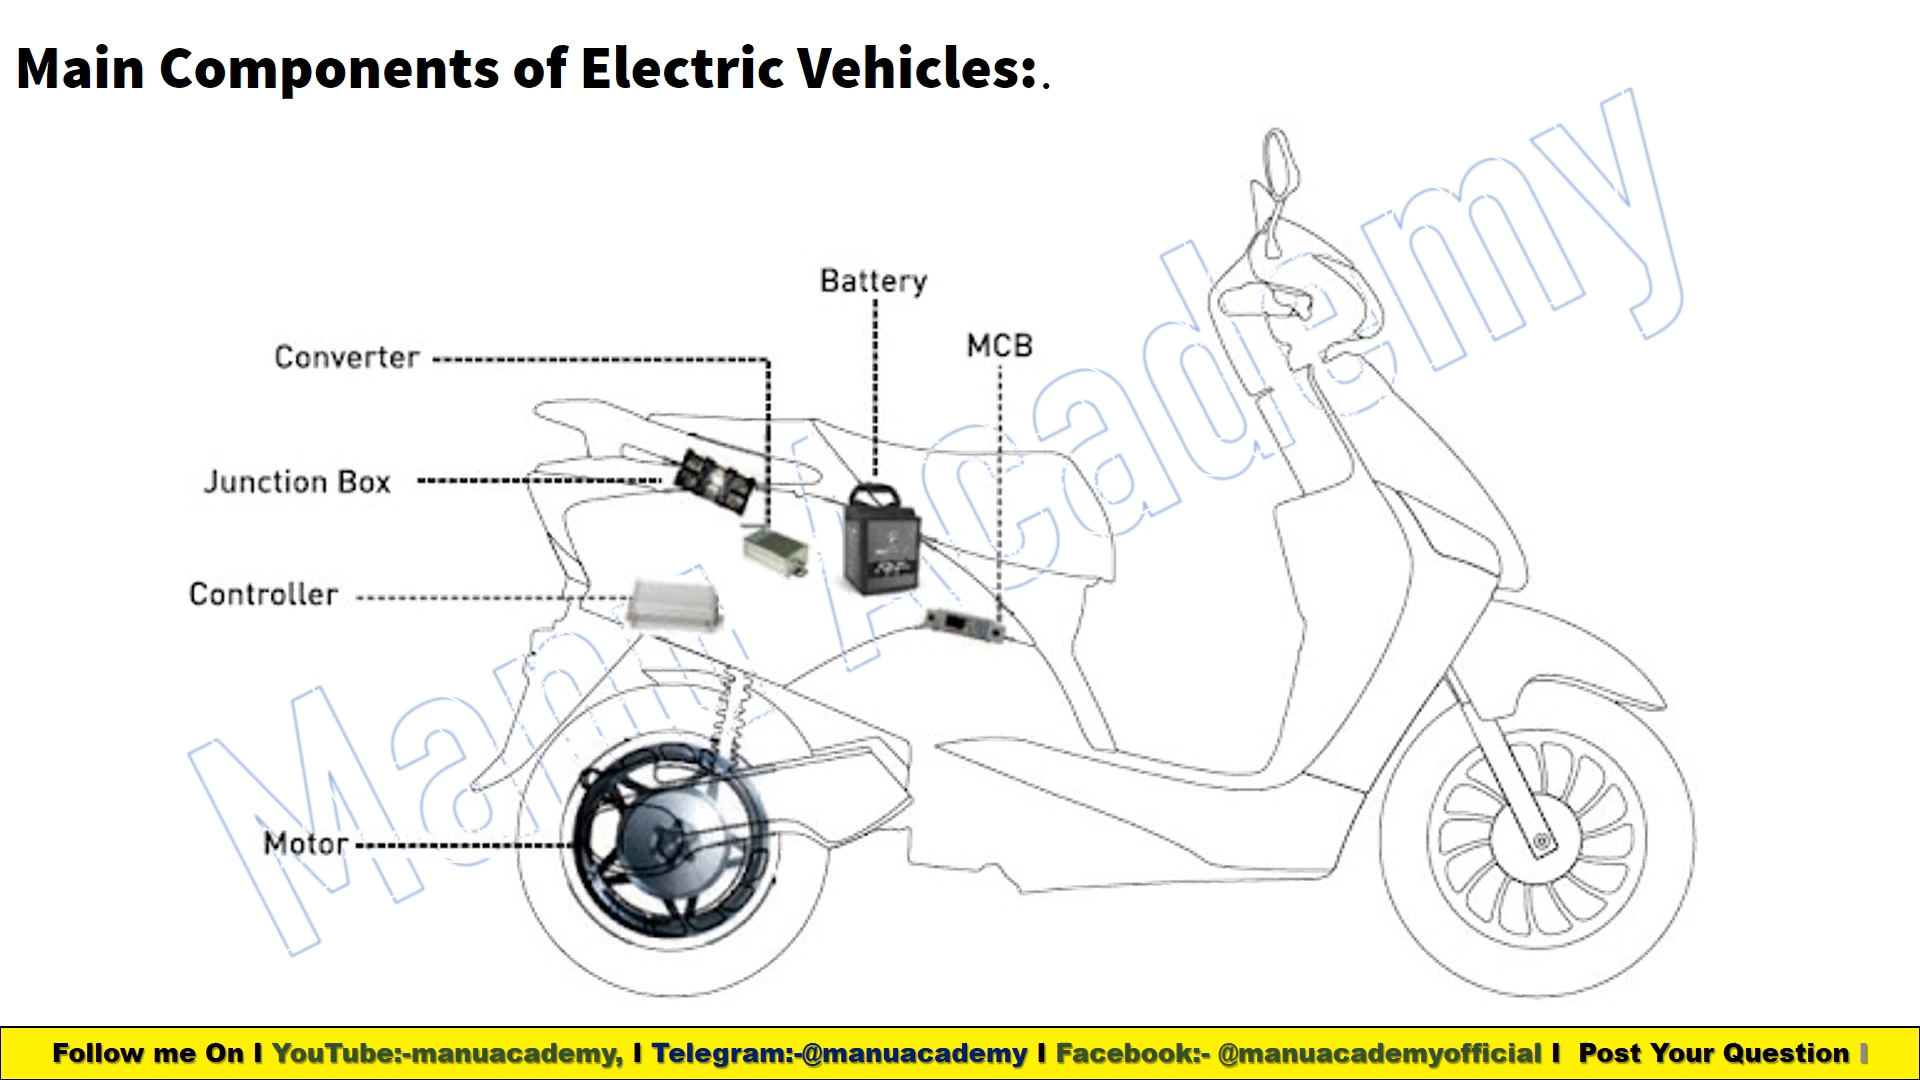 Main Components of Electric Vehicles:.
Battery
MCB
Converter
Junction Box
Controller
Motor
Manu Academy
Follow me On I YouTube:-manuacademy, I Telegram:-@manuacademy I Facebook:- @manuacademyofficial I Post Your Question I